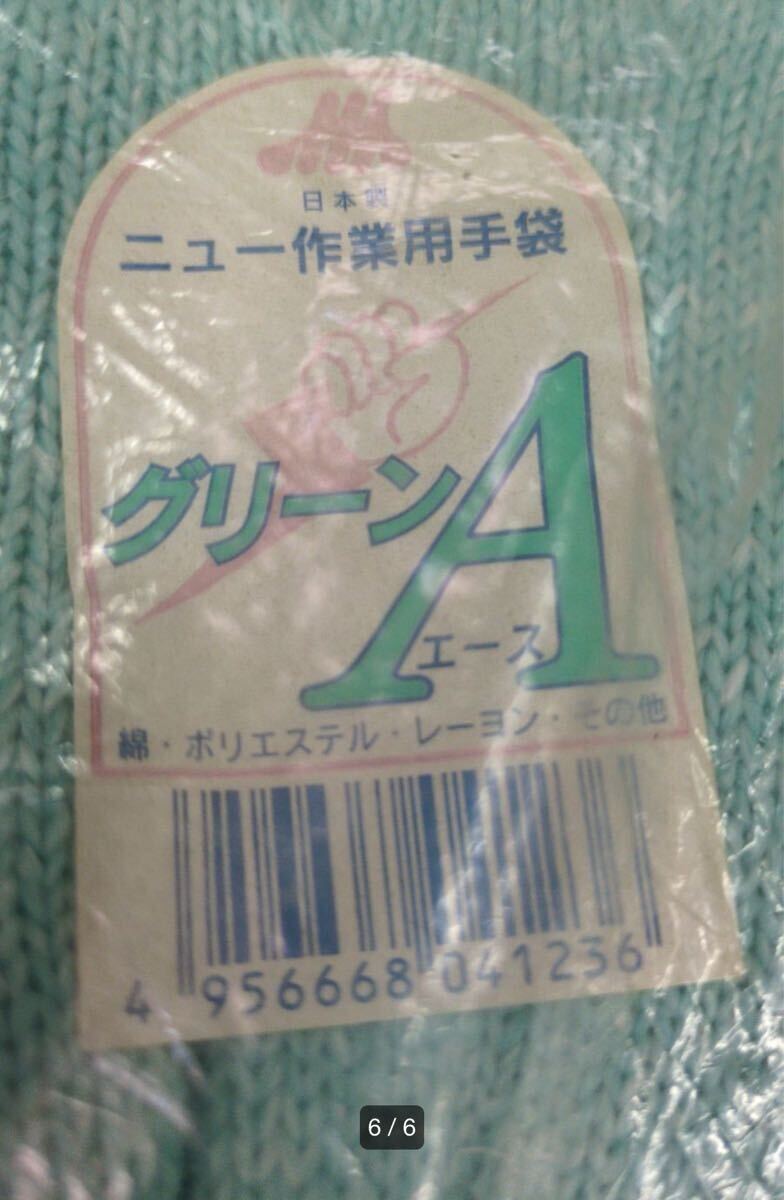 日本製
ニュー作業用手袋
グリーンA
エース
綿・ポリエステル・レーヨン・その他
4 956668 041236
6 / 6